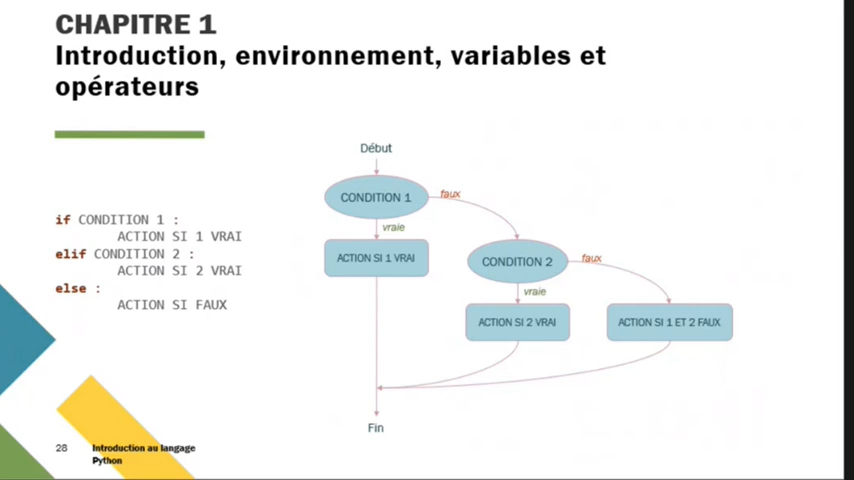 CHAPITRE 1
Introduction, environnement, variables et
opérateurs
if CONDITION 1 :
ACTION SI 1 VRAI
elif CONDITION 2 :
ACTION SI 2 VRAI
else :
ACTION SI FAUX
Début
CONDITION 1
faux
vraie
ACTION SI 1 VRAI
CONDITION 2
faux
vraie
ACTION SI 2 VRAI
ACTION SI 1 ET 2 FAUX
Fin
28
Introduction au langage
Python